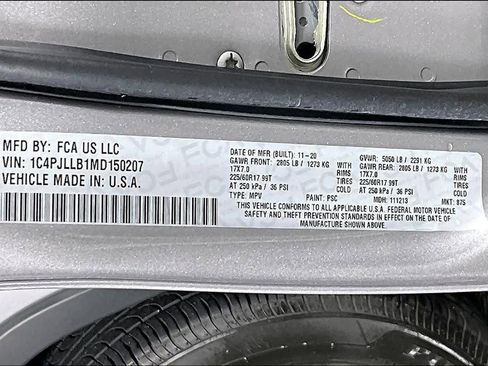 MFD BY: FCA US LLC
VIN: 1C4PJLLB1MD150207
VEHICLE MADE IN: U.S.A.
DATE OF MFR (BUILT): 11-20 GVWR: 5050 LB / 2291 KG
GAWR FRONT: 2805 LB / 1273 KG GAWR REAR: 2805 LB / 1273 KG
17X7.0 RIMS 17X7.0 RIMS
225/60R17 99T TIRES 225/60R17 99T TIRES
AT 250 kPa / 36 PSI COLD AT 250 kPa / 36 PSI COLD
TYPE: MPV PAINT: PSC MDH: 111213 MKT: 875
THIS VEHICLE CONFORMS TO ALL APPLICABLE U.S.A. FEDERAL MOTOR VEHICLE
SAFETY AND THEFT PREVENTION STANDARDS IN EFFECT ON THE DATE OF
MANUFACTURE SHOWN ABOVE.